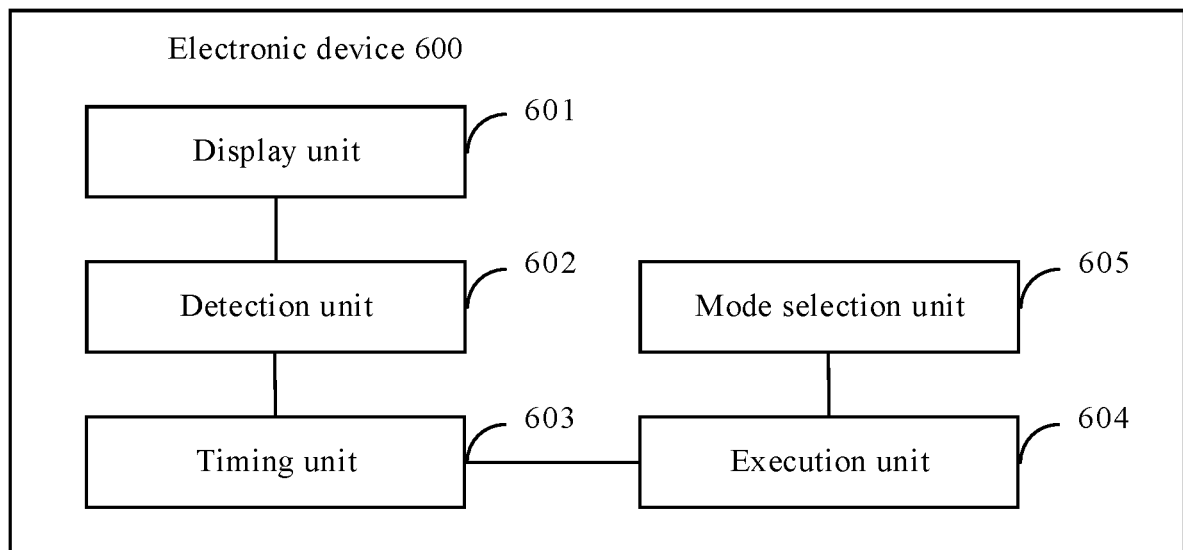 Electronic device 600
601
Display unit
602
Detection unit
605
Mode selection unit
603
Timing unit
604
Execution unit